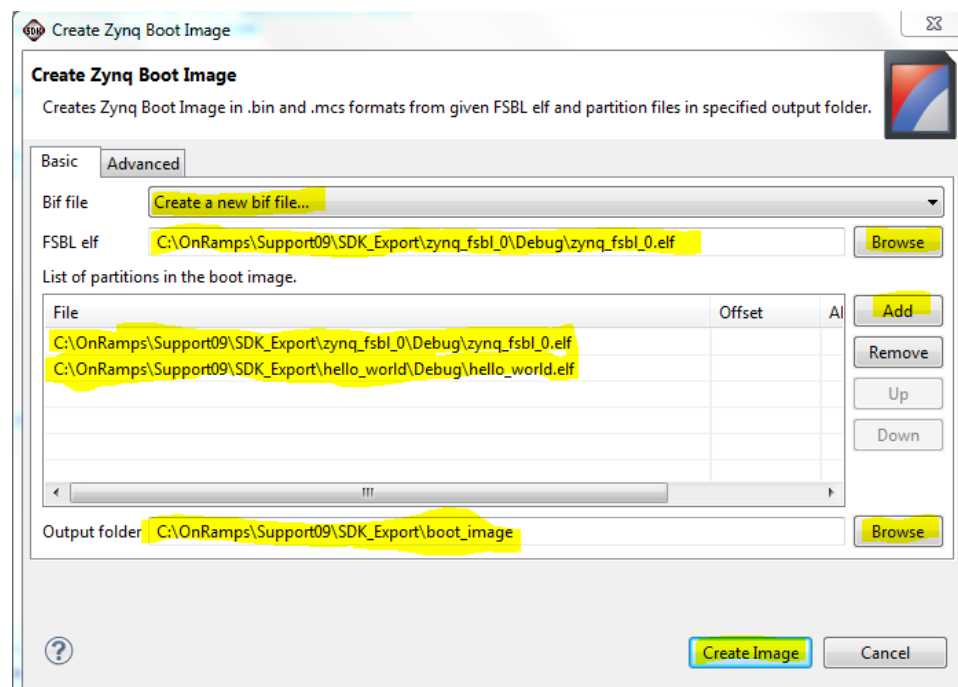 SDK Create Zynq Boot Image
Create Zynq Boot Image
Creates Zynq Boot Image in .bin and .mcs formats from given FSBL elf and partition files in specified output folder.
Basic Advanced
Bif file Create a new bif file...
FSBL elf C:\OnRamps\Support09\SDK_Export\zynq_fsbl_0\Debug\zynq_fsbl_0.elf Browse
List of partitions in the boot image.
File Offset Al Add
C:\OnRamps\Support09\SDK_Export\zynq_fsbl_0\Debug\zynq_fsbl_0.elf
Remove
C:\OnRamps\Support09\SDK_Export\hello_world\Debug\hello_world.elf
Up
Down
Output folder C:\OnRamps\Support09\SDK_Export\boot_image Browse
? Create Image Cancel